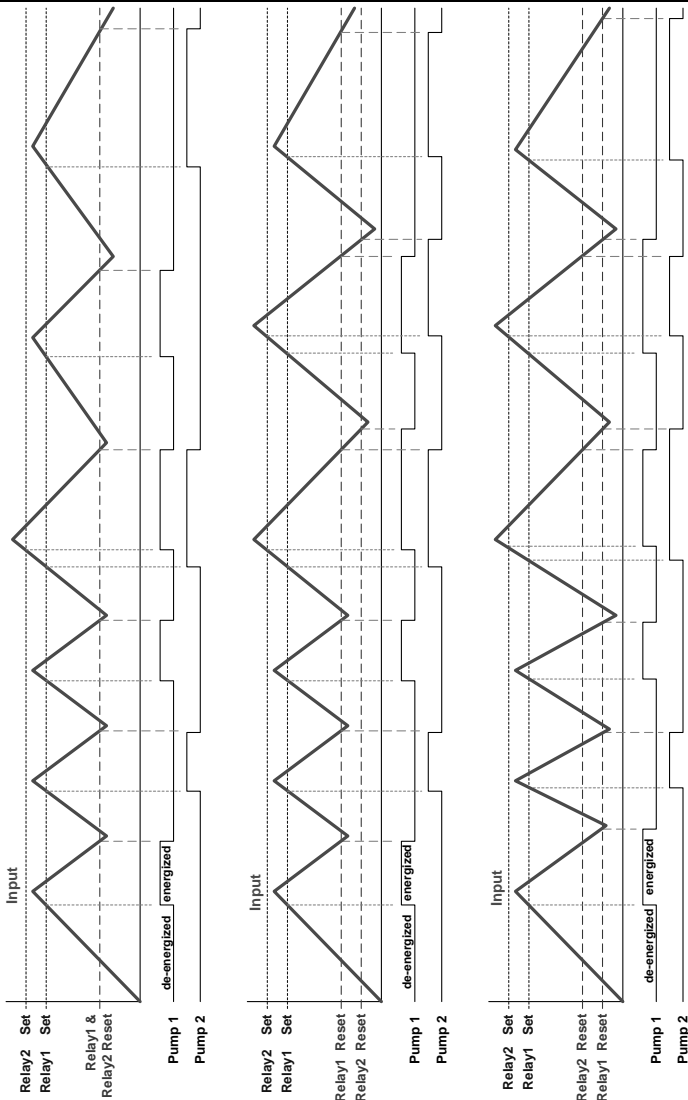 Input
Relay2 Set
Relay1 Set
Relay1 &
Relay2 Reset
de-energized energized
Pump 1
Pump 2
Input
Relay2 Set
Relay1 Set
Relay1 Reset
Relay2 Reset
de-energized energized
Pump 1
Pump 2
Input
Relay2 Set
Relay1 Set
Relay2 Reset
Relay1 Reset
de-energized energized
Pump 1
Pump 2